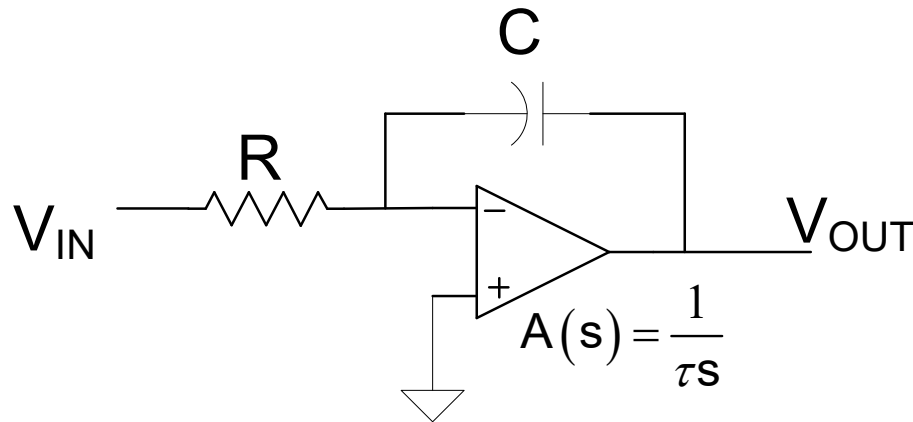 C
R
V_IN
−
+
V_OUT
A(s) = 1/τs